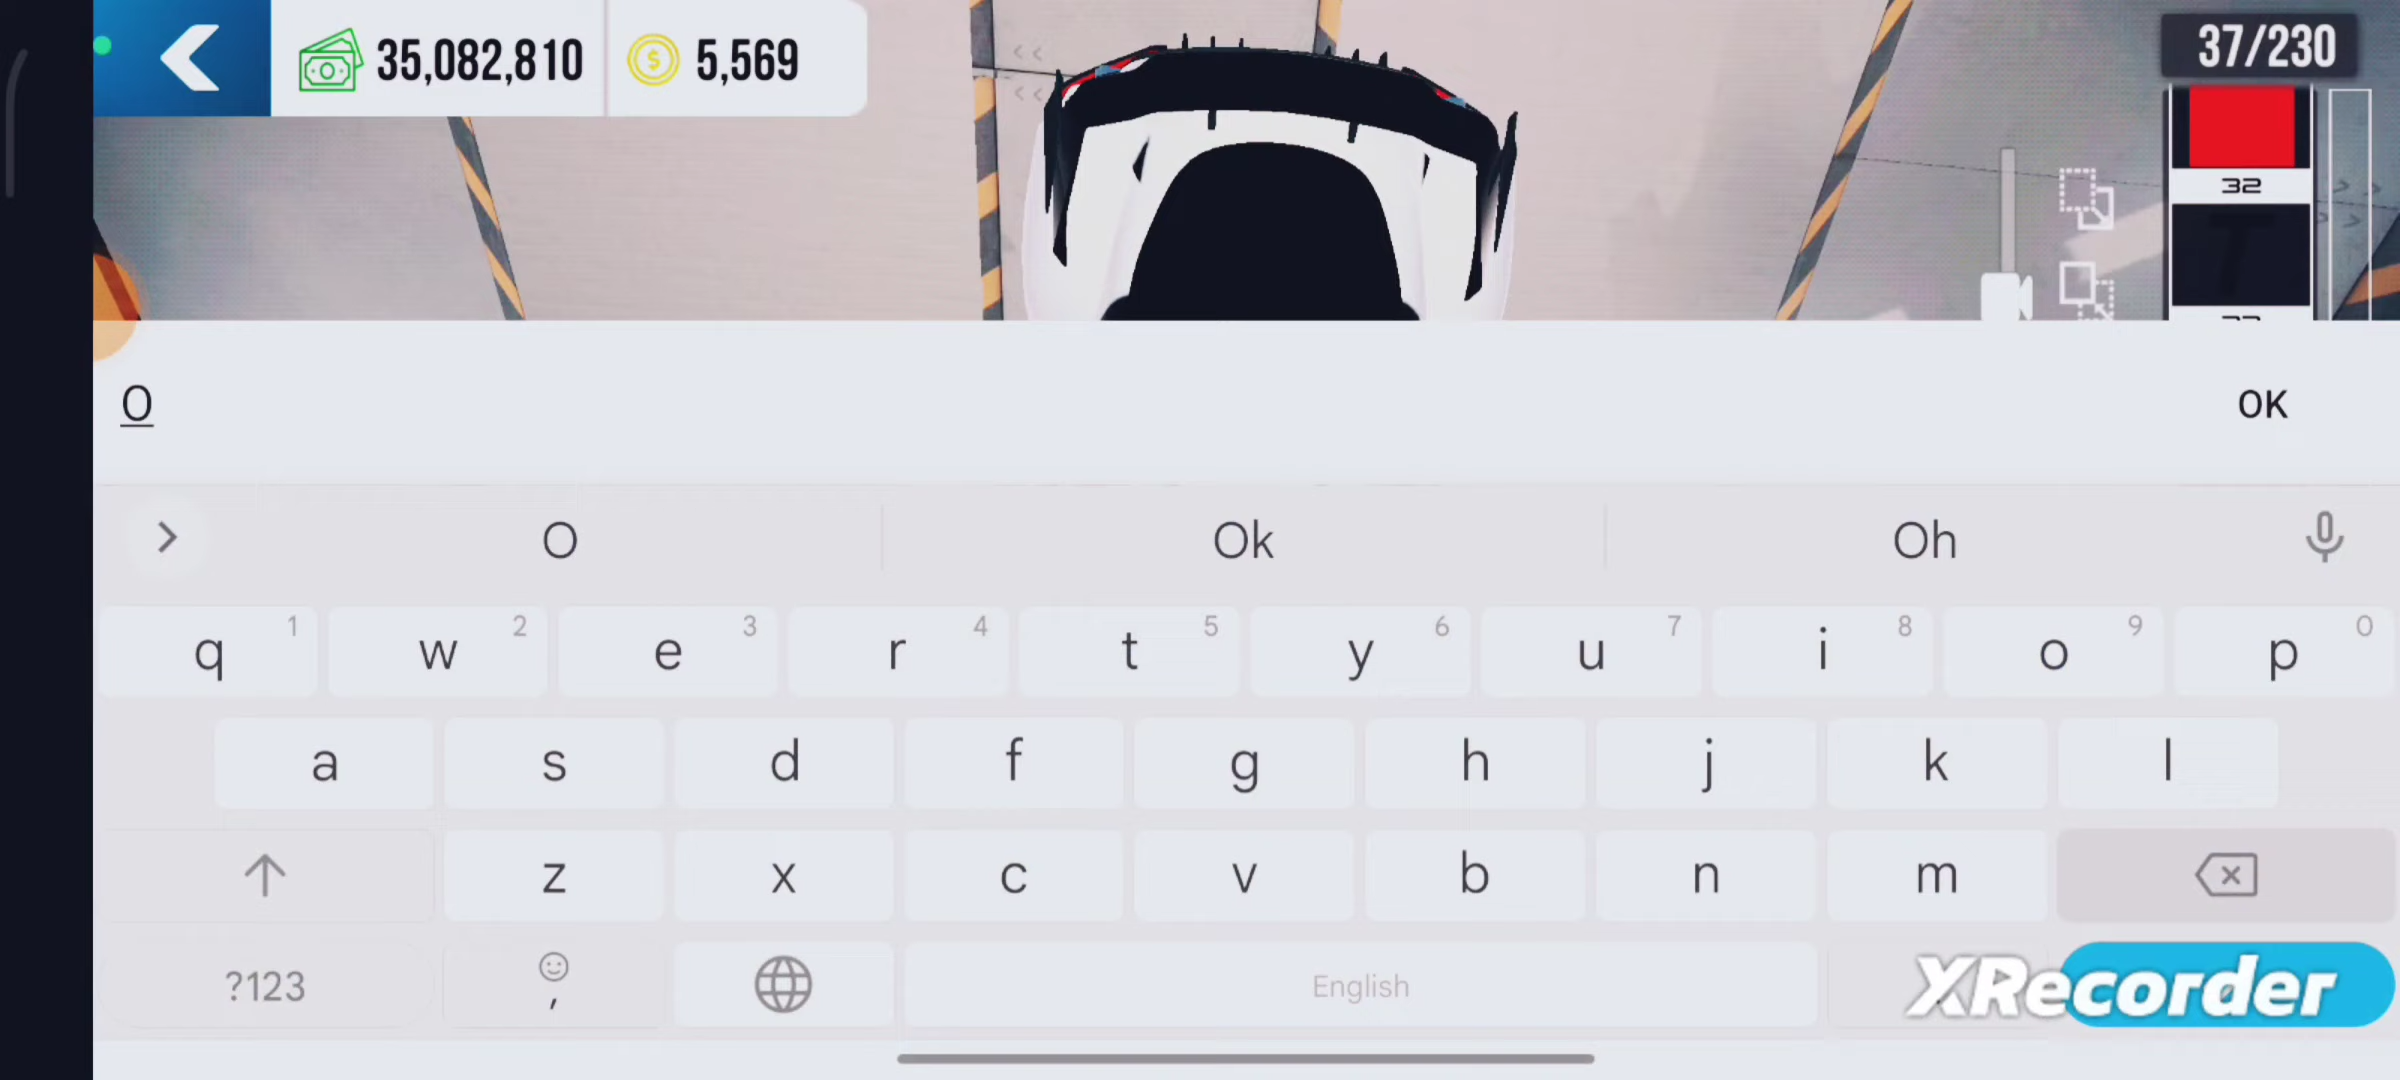 35,082,810 5,569 37/230
32
O OK
O Ok Oh
q 1 w 2 e 3 r 4 t 5 y 6 u 7 i 8 o 9 p 0
a s d f g h j k l
z x c v b n m
?123 , English XRecorder